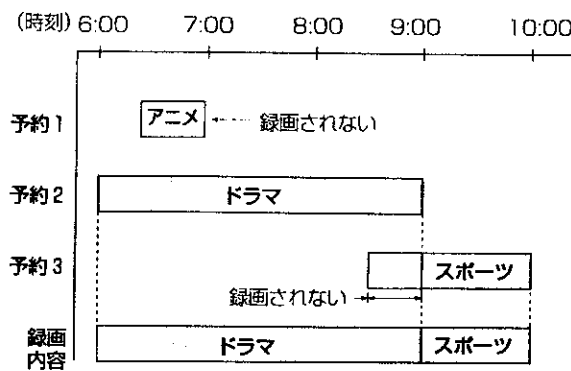 (時刻) 6:00 7:00 8:00 9:00 10:00
予約1 アニメ 録画されない
予約2 ドラマ
予約3 スポーツ
録画されない
録画内容 ドラマ スポーツ